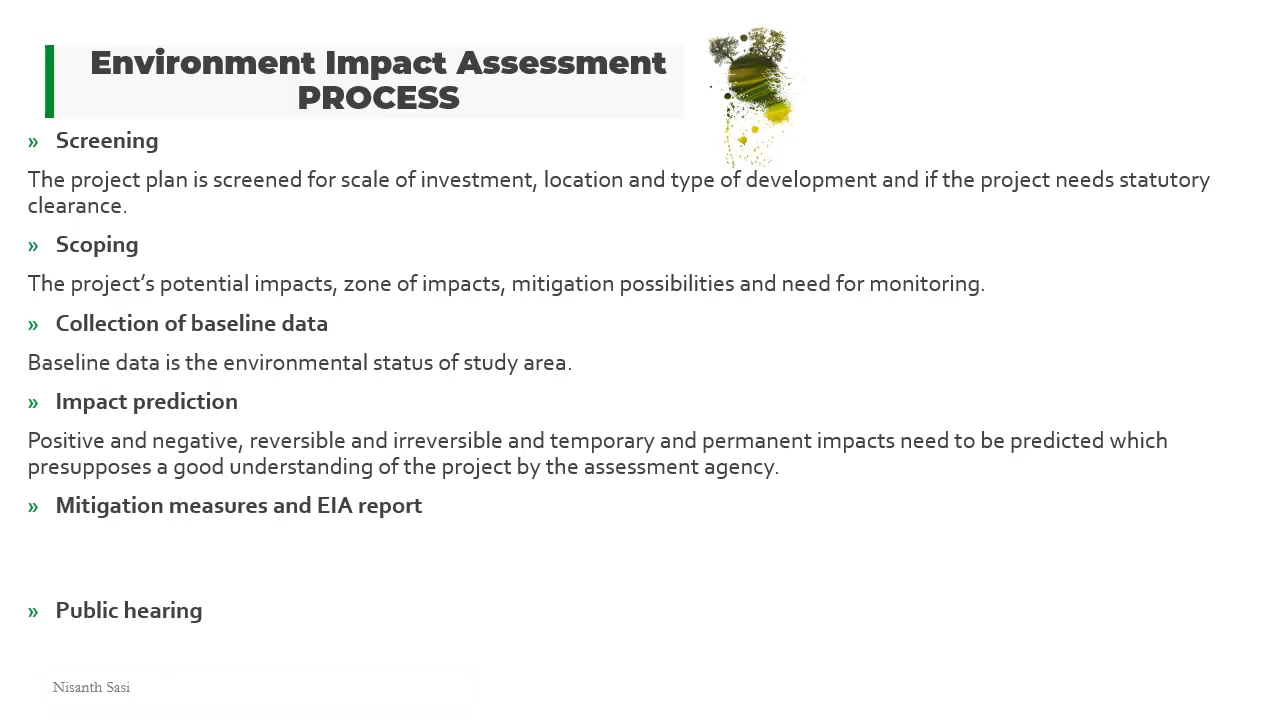 Environment Impact Assessment
PROCESS
» Screening
The project plan is screened for scale of investment, location and type of development and if the project needs statutory
clearance.
» Scoping
The project’s potential impacts, zone of impacts, mitigation possibilities and need for monitoring.
» Collection of baseline data
Baseline data is the environmental status of study area.
» Impact prediction
Positive and negative, reversible and irreversible and temporary and permanent impacts need to be predicted which
presupposes a good understanding of the project by the assessment agency.
» Mitigation measures and EIA report
» Public hearing
Nisanth Sasi